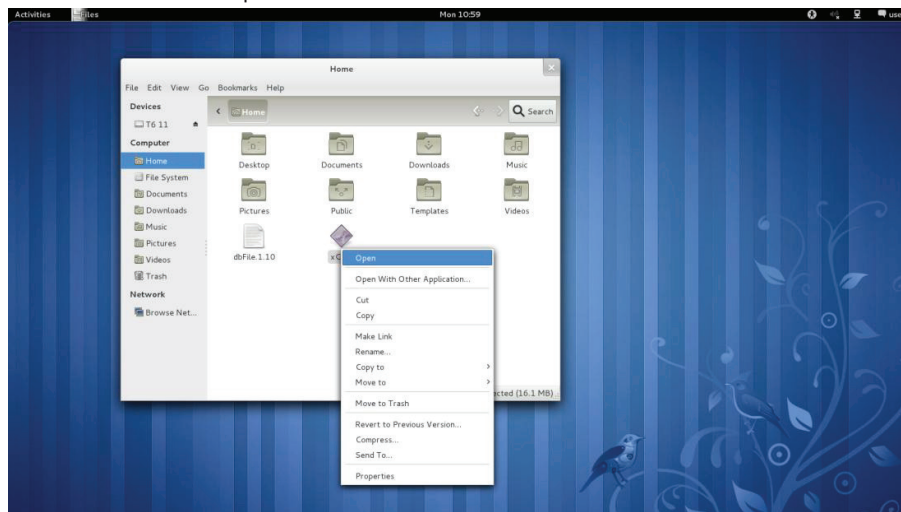 Activities Files Mon 10:59 use
Home
File Edit View Go Bookmarks Help
Devices
T6 11
Computer
Home
File System
Documents
Downloads
Music
Pictures
Videos
Trash
Network
Browse Net...
Home Search
Desktop Documents Downloads Music
Pictures Public Templates Videos
dbFile.1.10
Open
Open With Other Application...
Cut
Copy
Make Link
Rename...
Copy to
Move to
Move to Trash
Revert to Previous Version...
Compress...
Send To...
Properties
(16.1 MB)